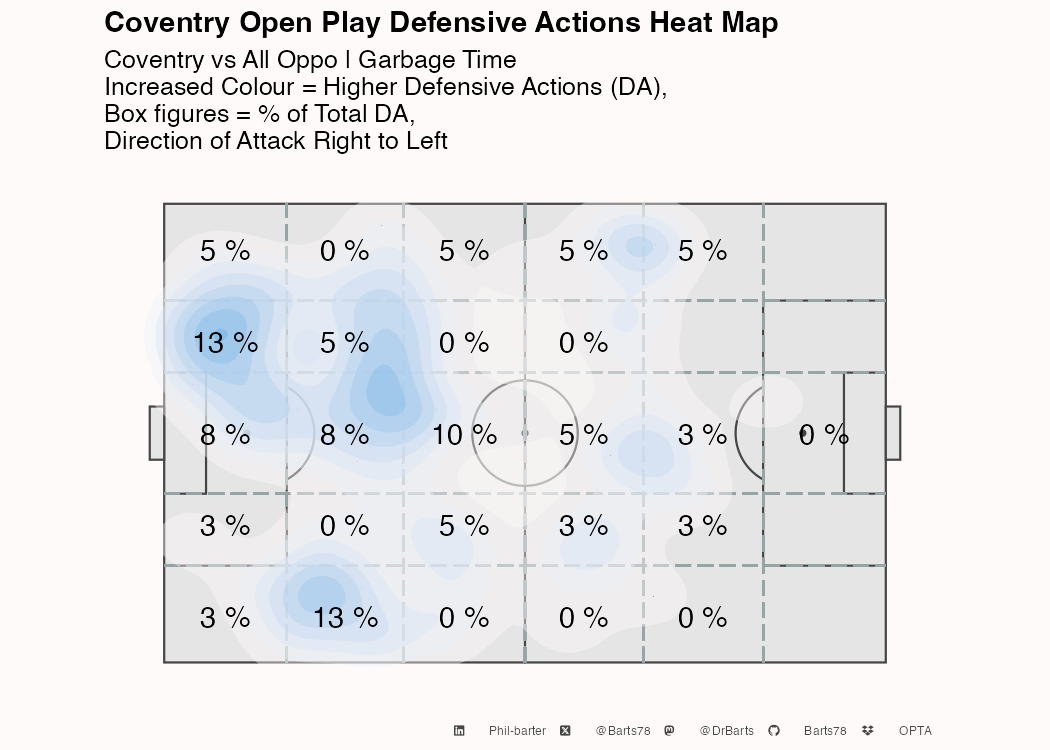 Coventry Open Play Defensive Actions Heat Map
Coventry vs All Oppo | Garbage Time
Increased Colour = Higher Defensive Actions (DA),
Box figures = % of Total DA,
Direction of Attack Right to Left
5 % 0 % 5 % 5 % 5 %
13 % 5 % 0 % 0 %
8 % 8 % 10 % 5 % 3 % 0 %
3 % 0 % 5 % 3 % 3 %
3 % 13 % 0 % 0 % 0 %
Phil-barter @Barts78 @DrBarts Barts78 OPTA